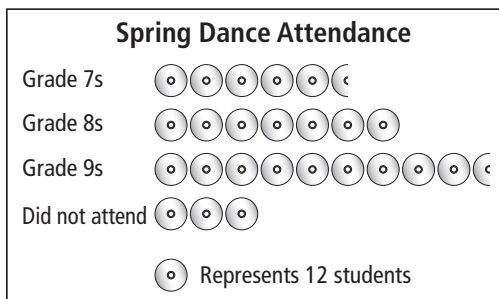 Spring Dance Attendance
Grade 7s
Grade 8s
Grade 9s
Did not attend
Represents 12 students